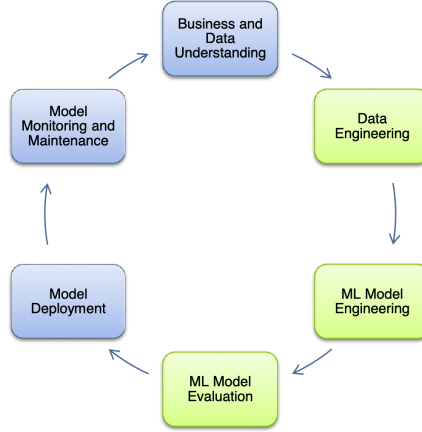 Business and
Data
Understanding
Data
Engineering
ML Model
Engineering
ML Model
Evaluation
Model
Deployment
Model
Monitoring and
Maintenance